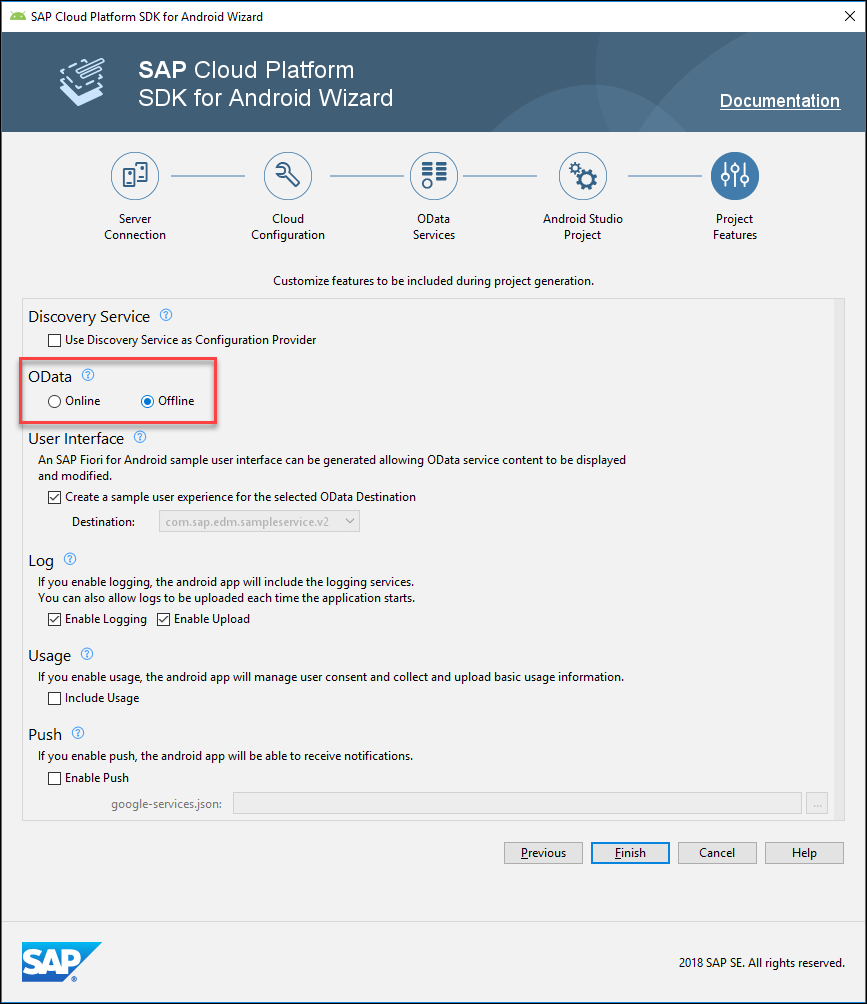 SAP Cloud Platform SDK for Android Wizard
SAP Cloud Platform
SDK for Android Wizard
Documentation
Server
Connection
Cloud
Configuration
OData
Services
Android Studio
Project
Project
Features
Customize features to be included during project generation.
Discovery Service ?
Use Discovery Service as Configuration Provider
OData ?
Online Offline
User Interface ?
An SAP Fiori for Android sample user interface can be generated allowing OData service content to be displayed
and modified.
Create a sample user experience for the selected OData Destination
Destination: com.sap.edm.sampleservice.v2
Log ?
If you enable logging, the android app will include the logging services.
You can also allow logs to be uploaded each time the application starts.
Enable Logging Enable Upload
Usage ?
If you enable usage, the android app will manage user consent and collect and upload basic usage information.
Include Usage
Push ?
If you enable push, the android app will be able to receive notifications.
Enable Push
google-services.json: ...
Previous Finish Cancel Help
SAP ®
2018 SAP SE. All rights reserved.